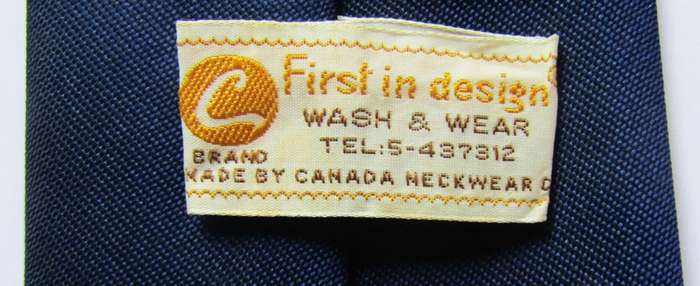 C First in design
WASH & WEAR
BRAND TEL:5-437312
MADE BY CANADA NECKWEAR